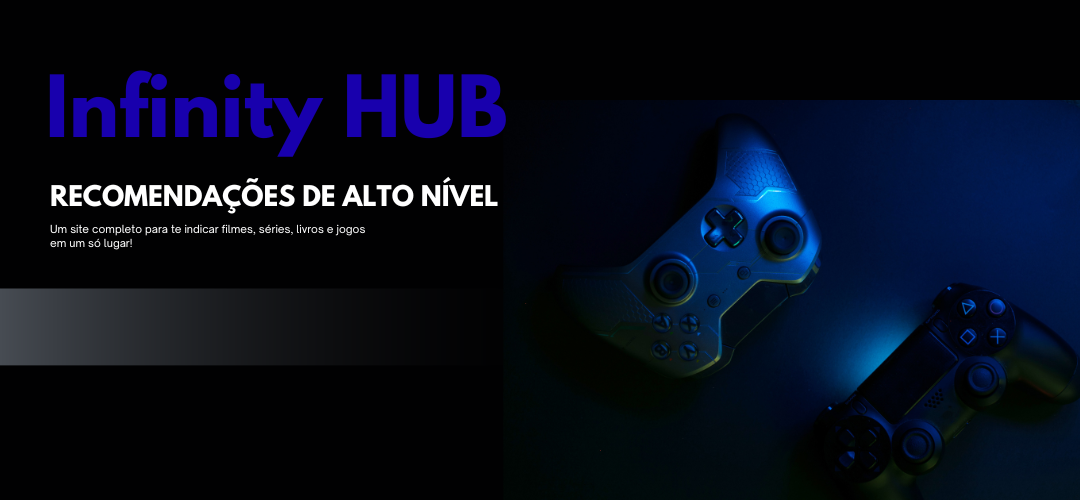 Infinity HUB
RECOMENDAÇÕES DE ALTO NÍVEL
Um site completo para te indicar filmes, séries, livros e jogos
em um só lugar!